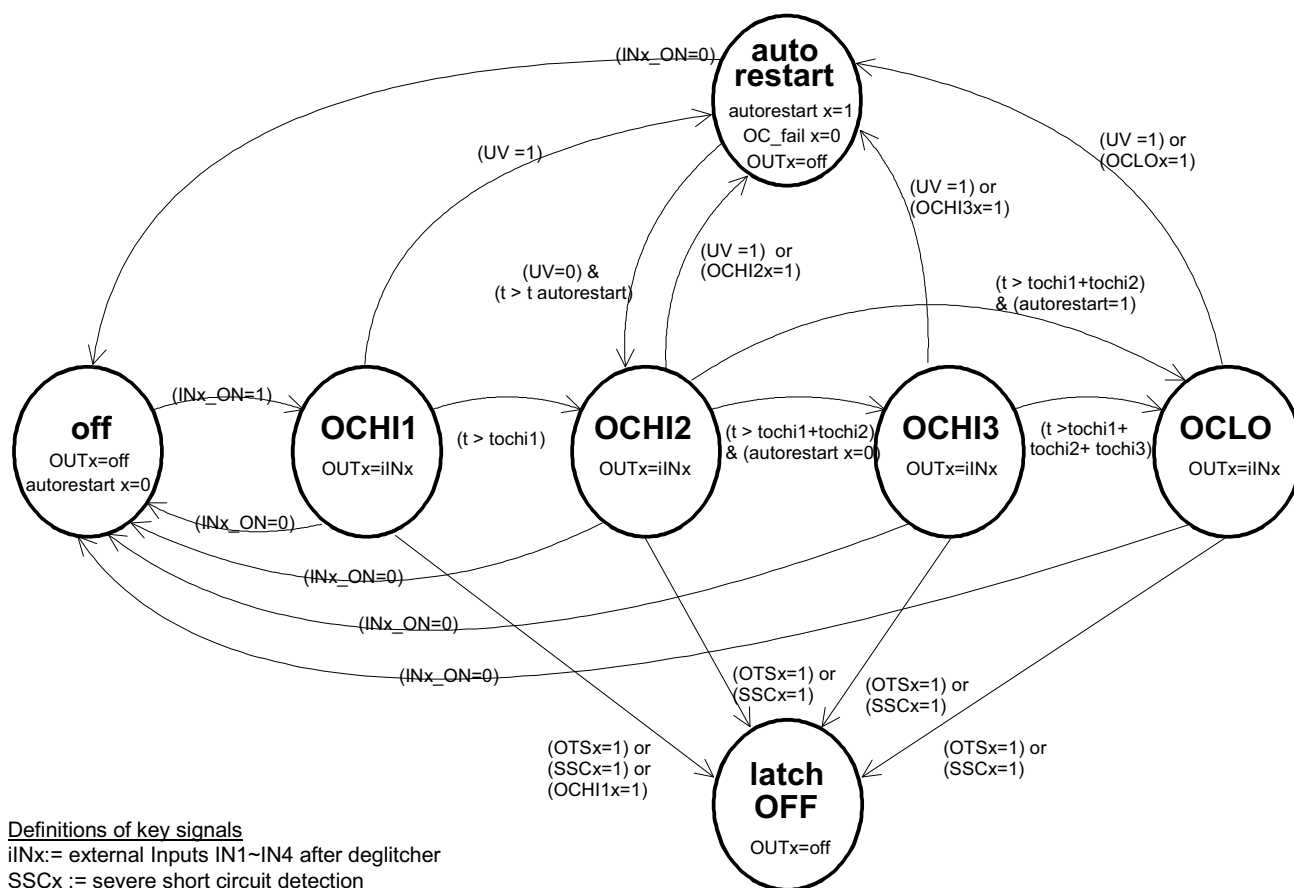 auto
restart
autorestart x=1
OC_fail x=0
OUTx=off
(INx_ON=0)
(UV =1)
(UV =1) or
(OCLOx=1)
(UV =1) or
(OCHI3x=1)
(UV =1) or
(OCHI2x=1)
(UV=0) &
(t > t autorestart)
(t > tochi1+tochi2)
& (autorestart=1)
off
OUTx=off
autorestart x=0
(INx_ON=1)
OCHI1
OUTx=iINx
(t > tochi1)
OCHI2
OUTx=iINx
(t > tochi1+tochi2)
& (autorestart x=0)
OCHI3
OUTx=iINx
(t >tochi1+
tochi2+ tochi3)
OCLO
OUTx=iINx
(INx_ON=0)
(INx_ON=0)
(INx_ON=0)
(INx_ON=0)
(OTSx=1) or
(SSCx=1) or
(OCHI1x=1)
(OTSx=1) or
(SSCx=1)
(OTSx=1) or
(SSCx=1)
(OTSx=1) or
(SSCx=1)
latch
OFF
OUTx=off
Definitions of key signals
iINx:= external Inputs IN1~IN4 after deglitcher
SSCx := severe short circuit detection